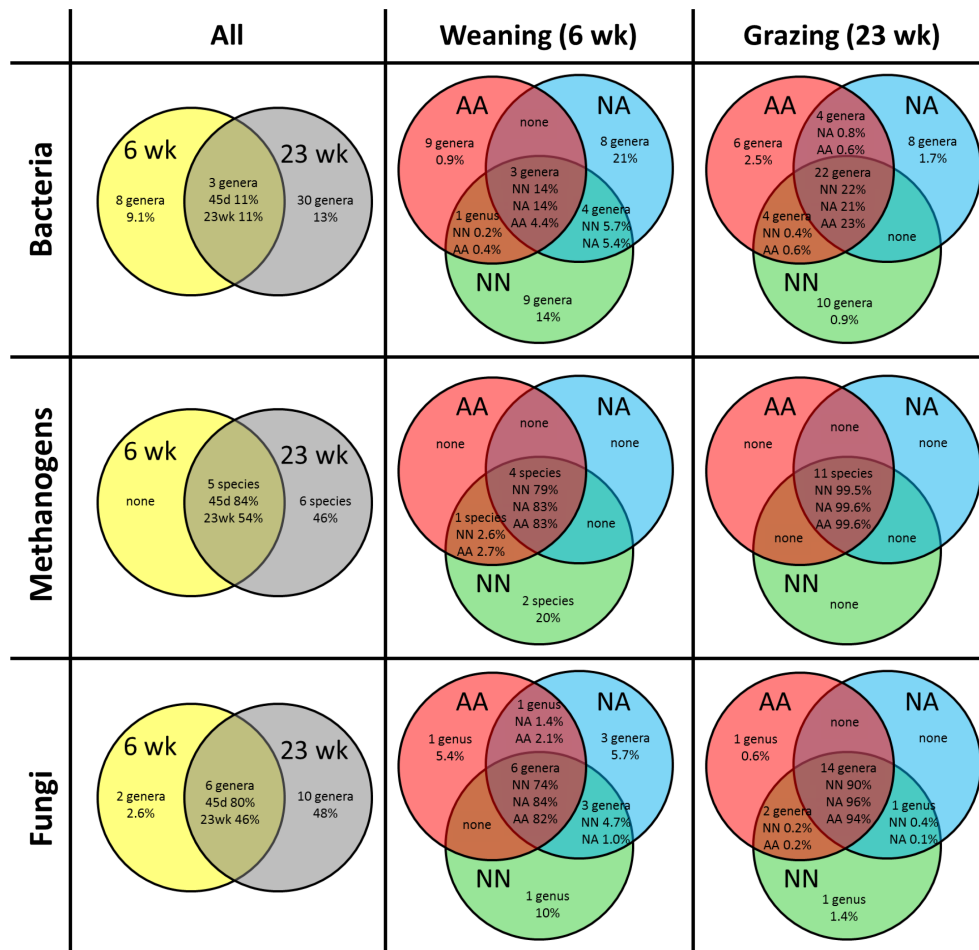 All
Weaning (6 wk)
Grazing (23 wk)
Bacteria
6 wk
23 wk
8 genera
9.1%
3 genera
45d 11%
23wk 11%
30 genera
13%
AA
NA
none
9 genera
0.9%
8 genera
21%
3 genera
NN 14%
NA 14%
AA 4.4%
1 genus
NN 0.2%
AA 0.4%
4 genera
NN 5.7%
NA 5.4%
NN
9 genera
14%
AA
NA
4 genera
NA 0.8%
AA 0.6%
6 genera
2.5%
8 genera
1.7%
22 genera
NN 22%
NA 21%
AA 23%
4 genera
NN 0.4%
AA 0.6%
none
NN
10 genera
0.9%
Methanogens
6 wk
23 wk
none
5 species
45d 84%
23wk 54%
6 species
46%
AA
NA
none
none
none
4 species
NN 79%
NA 83%
AA 83%
1 species
NN 2.6%
AA 2.7%
none
NN
2 species
20%
AA
NA
none
none
none
11 species
NN 99.5%
NA 99.6%
AA 99.6%
none
none
NN
none
Fungi
6 wk
23 wk
2 genera
2.6%
6 genera
45d 80%
23wk 46%
10 genera
48%
AA
NA
1 genus
NA 1.4%
AA 2.1%
1 genus
5.4%
3 genera
5.7%
6 genera
NN 74%
NA 84%
AA 82%
none
3 genera
NN 4.7%
NA 1.0%
NN
1 genus
10%
AA
NA
none
1 genus
0.6%
none
14 genera
NN 90%
NA 96%
AA 94%
2 genera
NN 0.2%
AA 0.2%
1 genus
NN 0.4%
NA 0.1%
NN
1 genus
1.4%